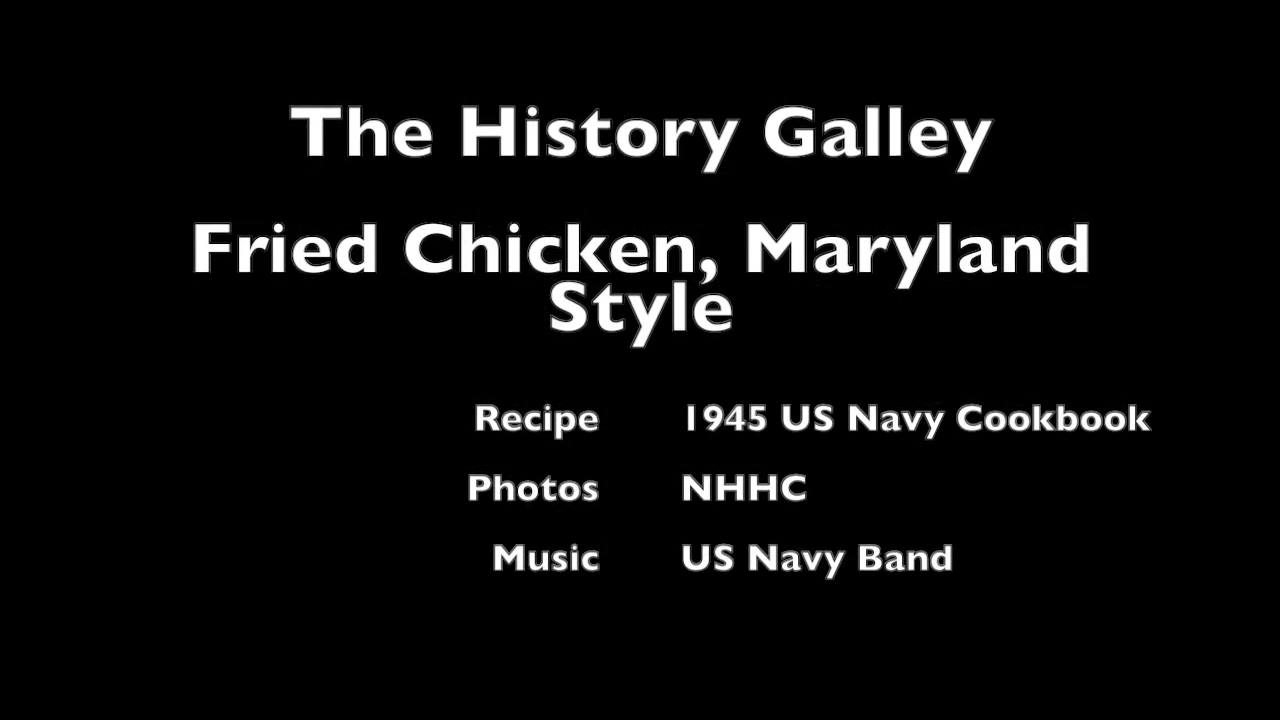 The History Galley
Fried Chicken, Maryland
Style
Recipe 1945 US Navy Cookbook
Photos NHHC
Music US Navy Band